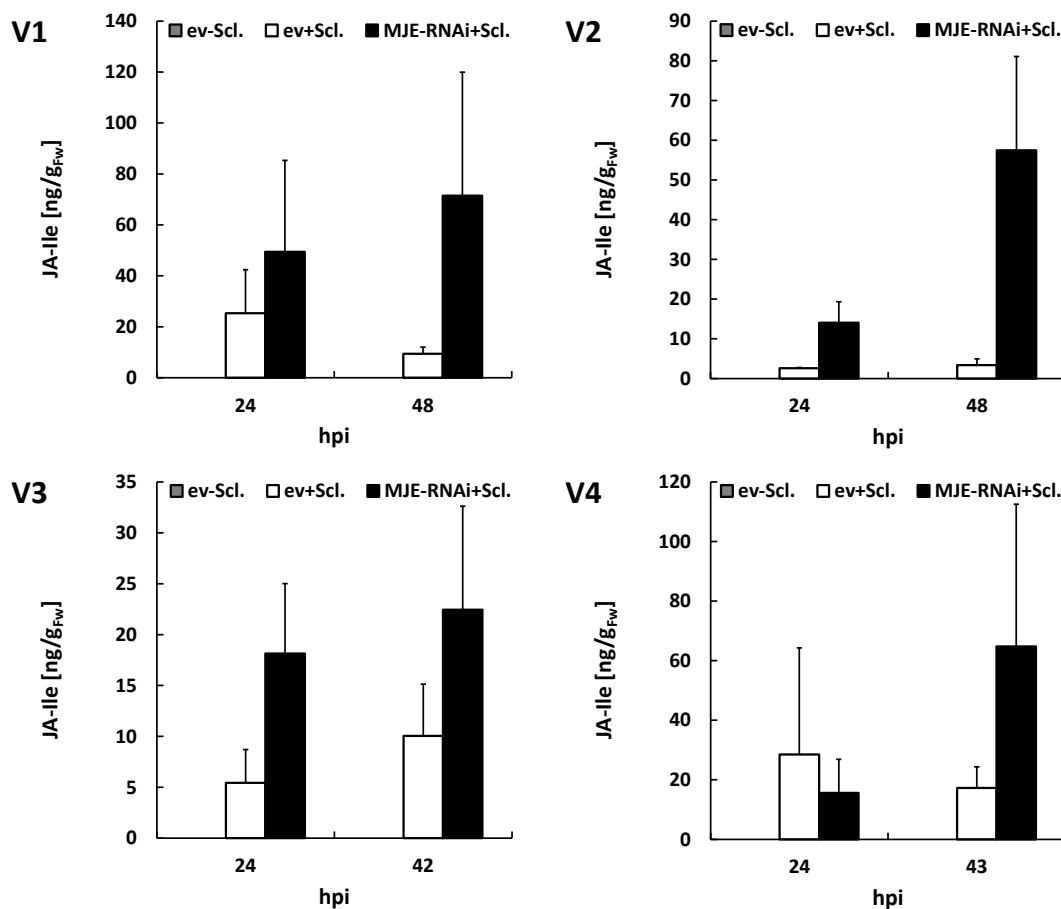 V1
ev-Scl. ev+Scl. MJE-RNAi+Scl.
JA-Ile [ng/gFw]
140
120
100
80
60
40
20
0
24 48
hpi
V2
ev-Scl. ev+Scl. MJE-RNAi+Scl.
JA-Ile [ng/gFw]
90
80
70
60
50
40
30
20
10
0
24 48
hpi
V3
ev-Scl. ev+Scl. MJE-RNAi+Scl.
JA-Ile [ng/gFw]
35
30
25
20
15
10
5
0
24 42
hpi
V4
ev-Scl. ev+Scl. MJE-RNAi+Scl.
JA-Ile [ng/gFw]
120
100
80
60
40
20
0
24 43
hpi